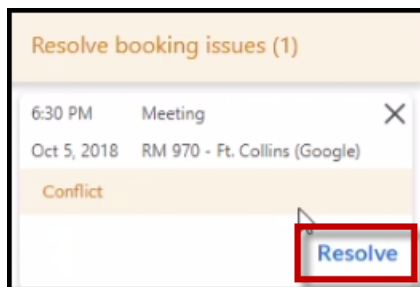 Resolve booking issues (1)
6:30 PM Meeting
Oct 5, 2018 RM 970 - Ft. Collins (Google)
Conflict
Resolve